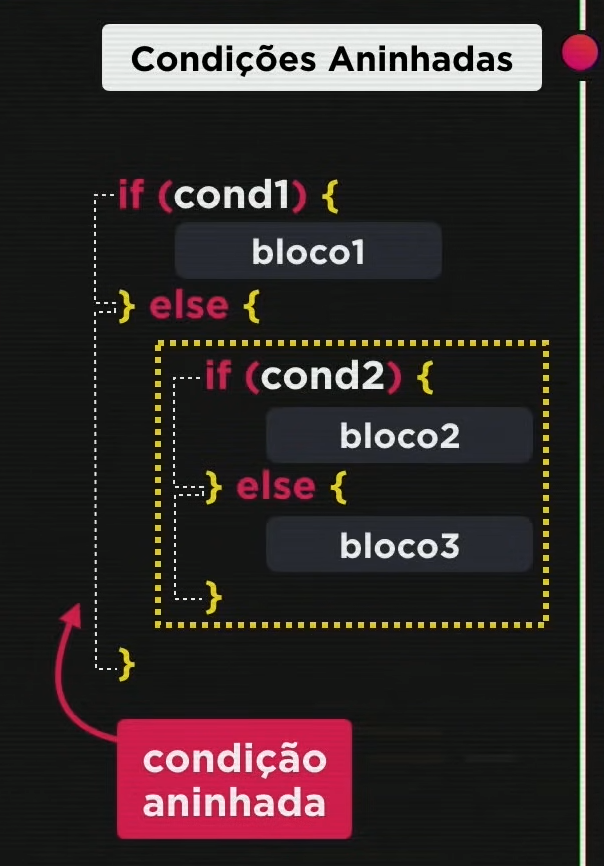 Condições Aninhadas
if (cond1) {
bloco1
} else {
if (cond2) {
bloco2
} else {
bloco3
}
}
condição
aninhada